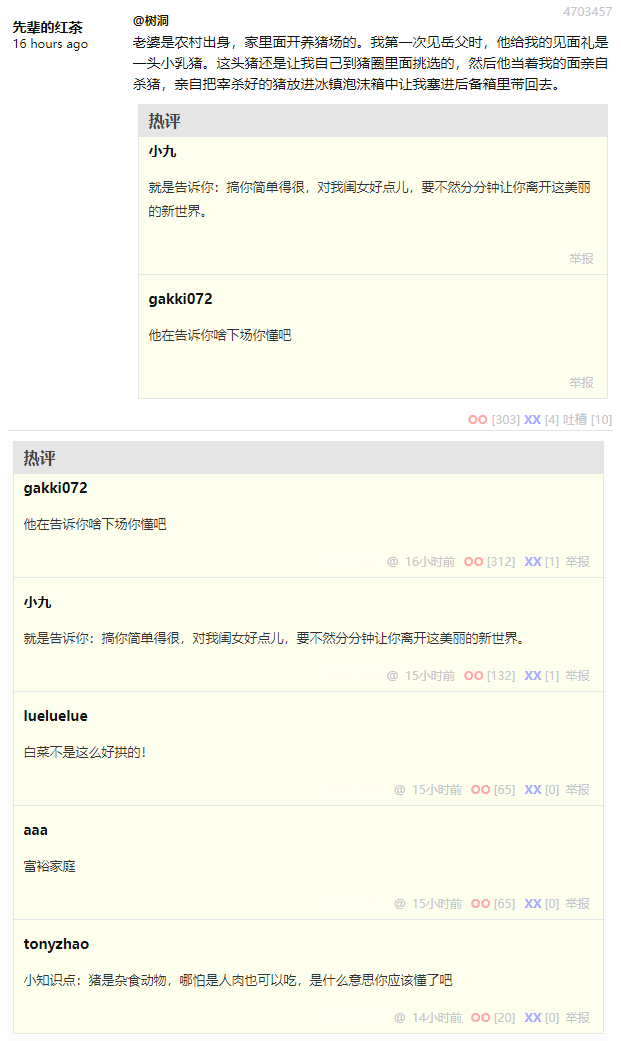 4703457
先辈的红茶
16 hours ago
@树洞
老婆是农村出身，家里面开养猪场的。我第一次见岳父时，他给我的见面礼是
一头小乳猪。这头猪还是让我自己到猪圈里面挑选的，然后他当着我的面亲自
杀猪，亲自把宰杀好的猪放进冰镇泡沫箱中让我塞进后备箱里带回去。
热评
小九
就是告诉你：搞你简单得很，对我闺女好点儿，要不然分分钟让你离开这美丽
的新世界。
举报
gakki072
他在告诉你啥下场你懂吧
举报
OO [303] XX [4] 吐槽 [10]
热评
gakki072
他在告诉你啥下场你懂吧
@ 16小时前 OO [312] XX [1] 举报
小九
就是告诉你：搞你简单得很，对我闺女好点儿，要不然分分钟让你离开这美丽的新世界。
@ 15小时前 OO [132] XX [1] 举报
lueluelue
白菜不是这么好拱的！
@ 15小时前 OO [65] XX [0] 举报
aaa
富裕家庭
@ 15小时前 OO [65] XX [0] 举报
tonyzhao
小知识点：猪是杂食动物，哪怕是人肉也可以吃，是什么意思你应该懂了吧
@ 14小时前 OO [20] XX [0] 举报